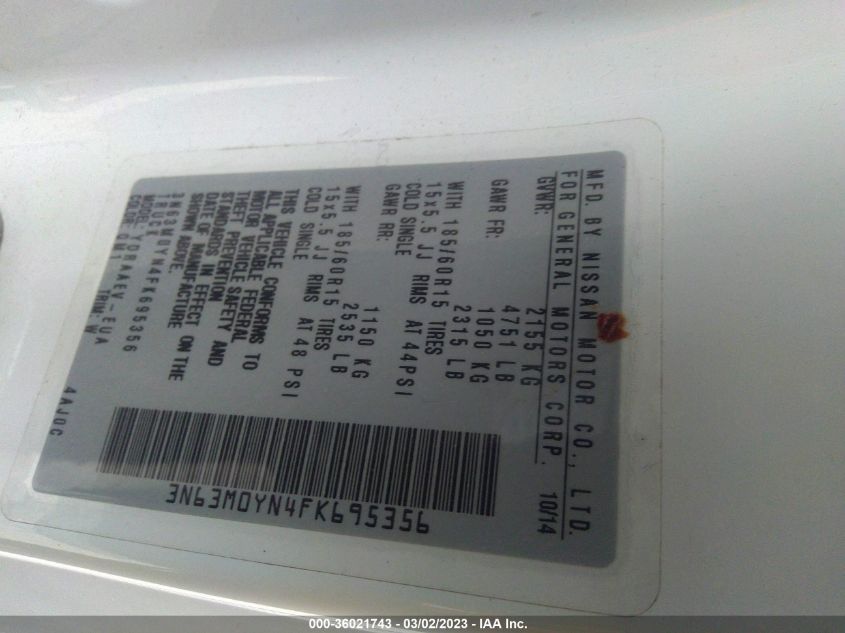 MFD. BY NISSAN MOTOR CO., LTD.
FOR GENERAL MOTORS CORP. 10/14
GVWR: 2155 KG
4751 LB
GAWR FR: 1050 KG
2315 LB
WITH 185/60R15 TIRES
15x5.5 JJ RIMS AT 44PSI
COLD SINGLE
GAWR RR: 1150 KG
2535 LB
WITH 185/60R15 TIRES
15x5.5 JJ RIMS AT 48 PSI
COLD SINGLE
THIS VEHICLE CONFORMS TO
ALL APPLICABLE FEDERAL
MOTOR VEHICLE SAFETY AND
THEFT PREVENTION
STANDARDS IN EFFECT ON THE
DATE OF MANUFACTURE
SHOWN ABOVE.
3N63M0YN4FK695356
TRUCK
COLOR: TRIM: WA
4AJ0C
3N63M0YN4FK695356
000-36021743 - 03/02/2023 - IAA Inc.